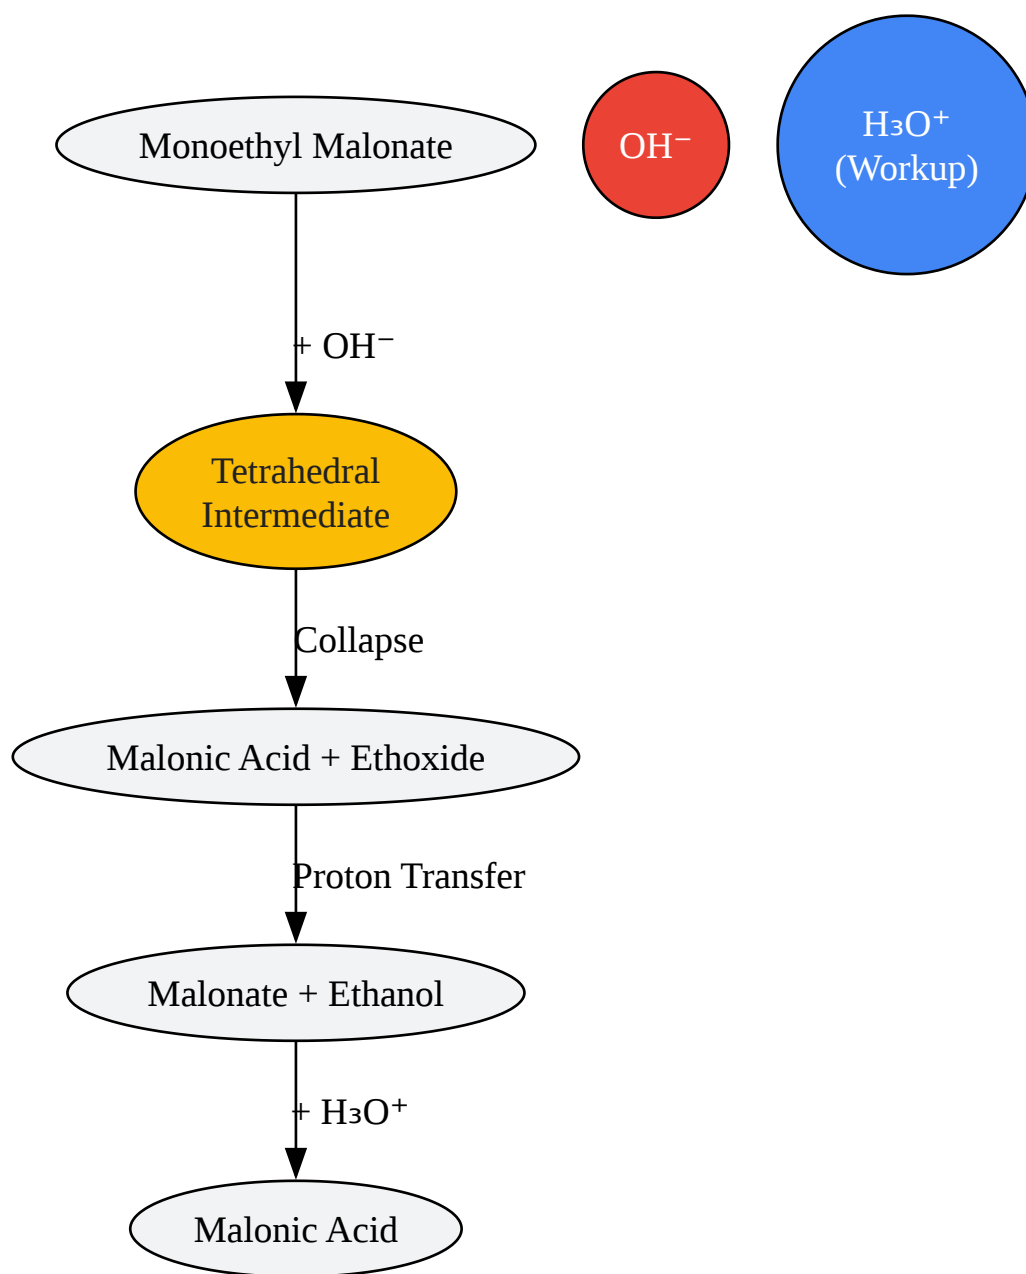 Monoethyl Malonate
OH⁻
H₃O⁺
(Workup)
+ OH⁻
Tetrahedral
Intermediate
Collapse
Malonic Acid + Ethoxide
Proton Transfer
Malonate + Ethanol
+ H₃O⁺
Malonic Acid